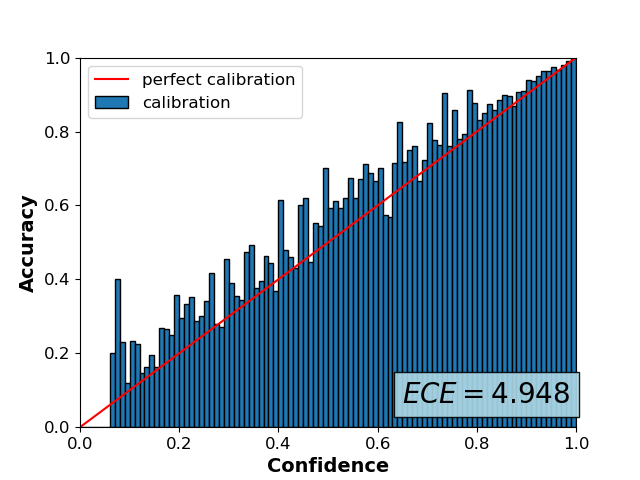 perfect calibration
calibration
Accuracy
1.0
0.8
0.6
0.4
0.2
0.0
ECE = 4.948
0.0 0.2 0.4 0.6 0.8 1.0
Confidence